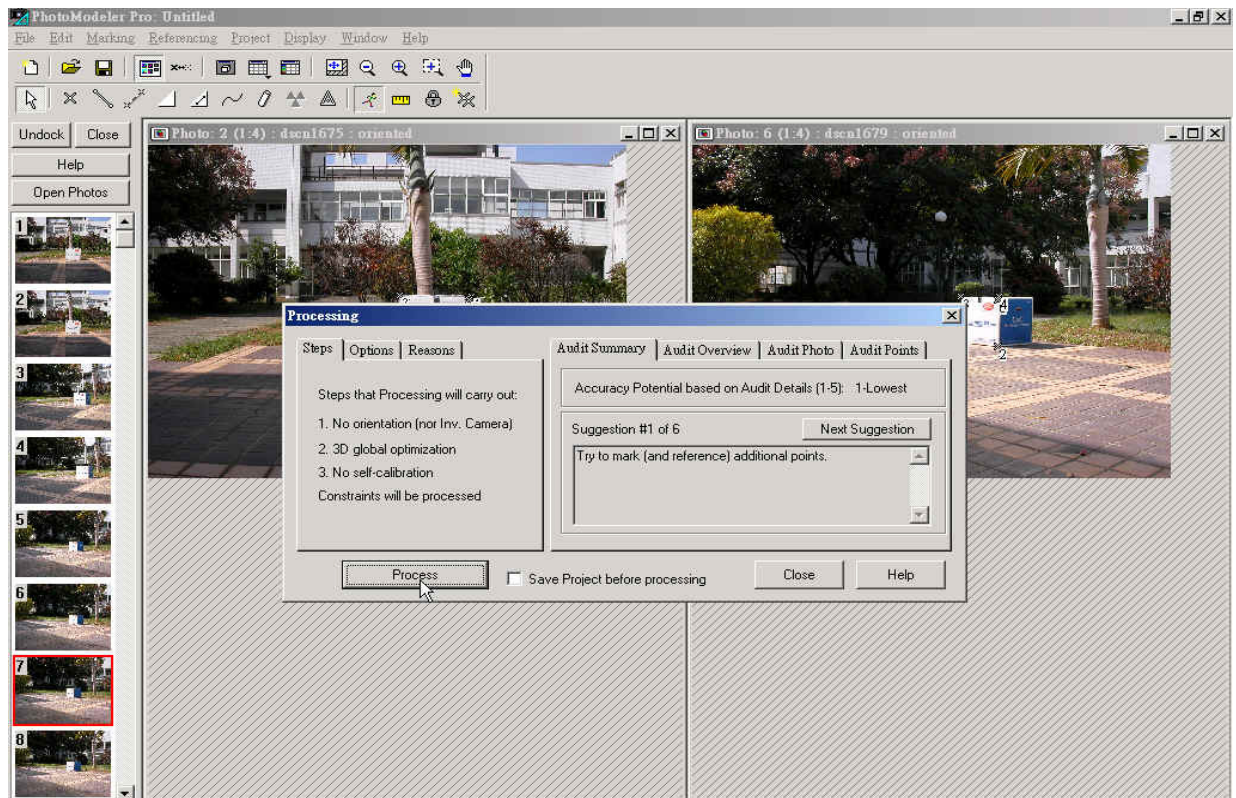 PhotoModeler Pro: Untitled
File Edit Marking Referencing Project Display Window Help
Undock Close
Help
Open Photos
1
2
3
4
5
6
7
8
Photo: 2 (1:4) : dscn1675 : oriented
Photo: 6 (1:4) : dscn1679 : oriented
4
2
Processing
Steps Options Reasons
Steps that Processing will carry out:
1. No orientation (nor Inv. Camera)
2. 3D global optimization
3. No self-calibration
Constraints will be processed
Audit Summary Audit Overview Audit Photo Audit Points
Accuracy Potential based on Audit Details (1-5): 1-Lowest
Suggestion #1 of 6 Next Suggestion
Try to mark (and reference) additional points.
Process Save Project before processing Close Help